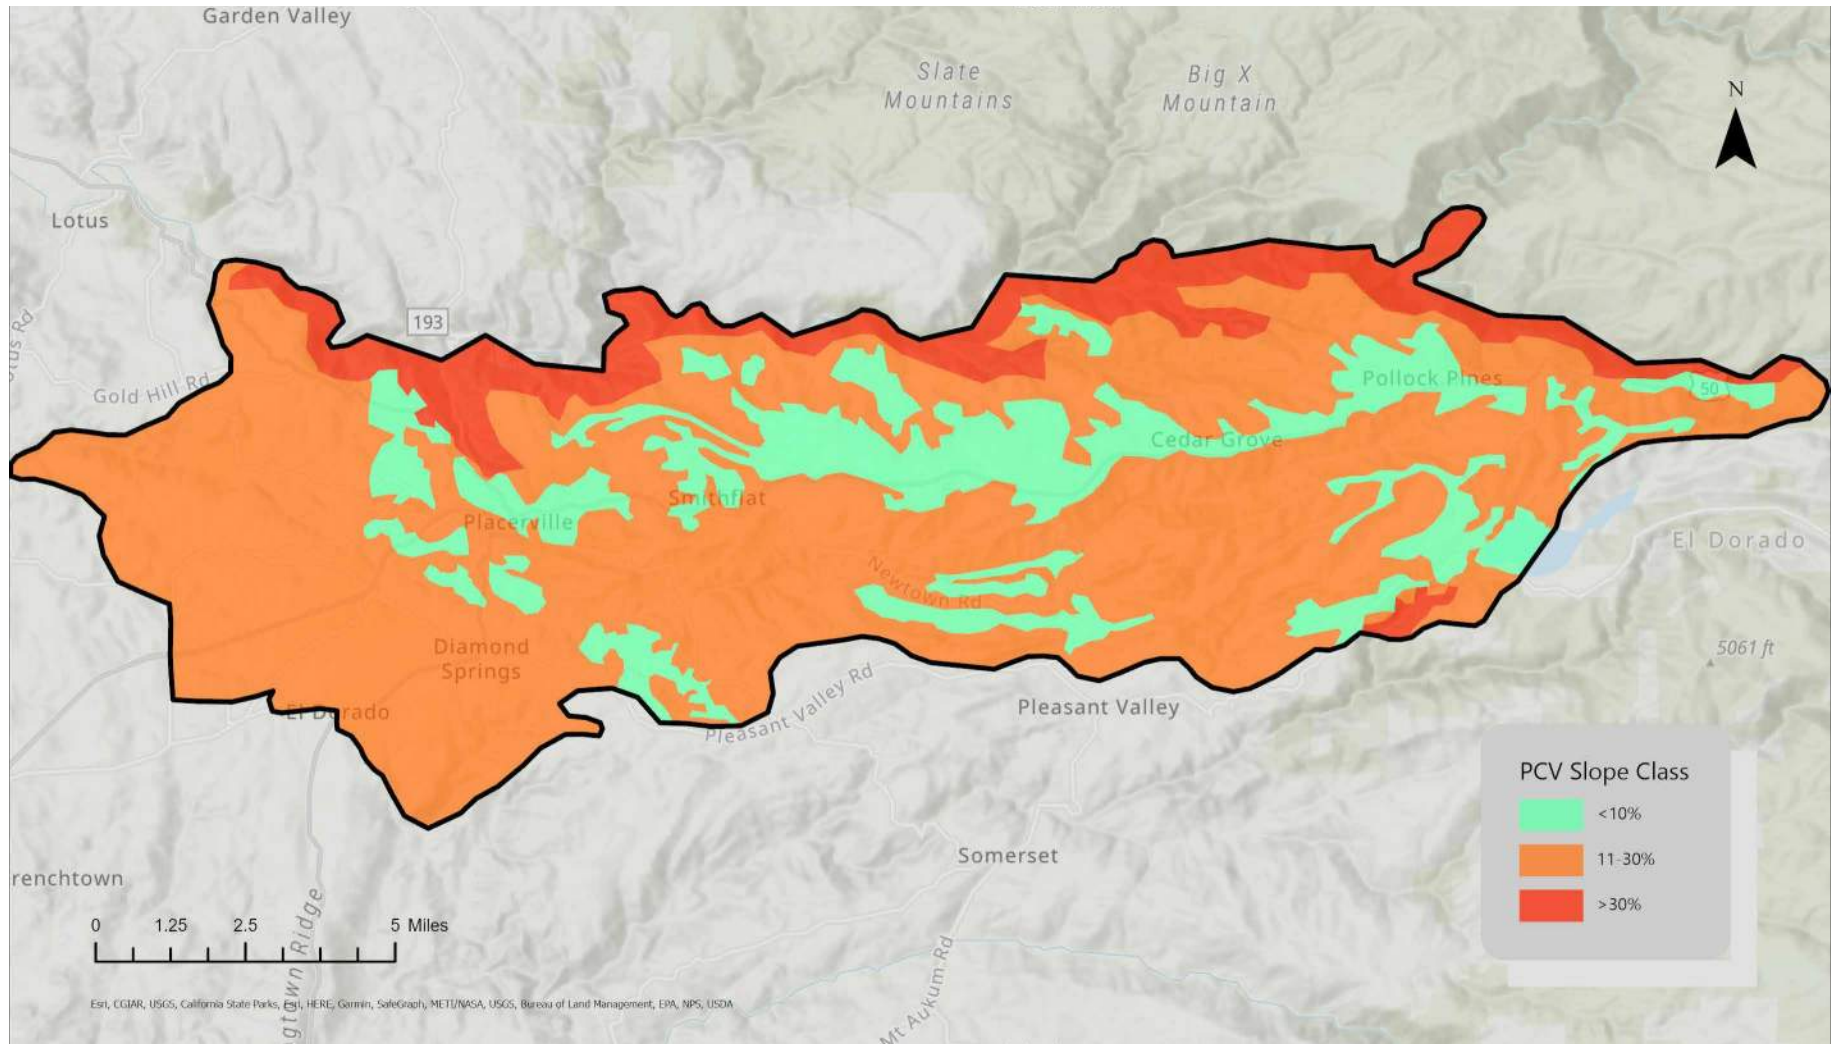 Garden Valley
Slate
Mountains
Big X
Mountain
N
Lotus
193
Gold Hill Rd
Pollock Pines
50
Cedar Grove
Smithflat
Placerville
El Dorado
Newtown Rd
Diamond
Springs
5061 ft
El Dorado
Pleasant Valley Rd
Pleasant Valley
PCV Slope Class
<10%
11-30%
>30%
Somerset
renchtown
0 1.25 2.5 5 Miles
gtown Ridge
Mt Aukum Rd
Esri, CGIAR, USGS, California State Parks, Esri, HERE, Garmin, SafeGraph, METI/NASA, USGS, Bureau of Land Management, EPA, NPS, USDA